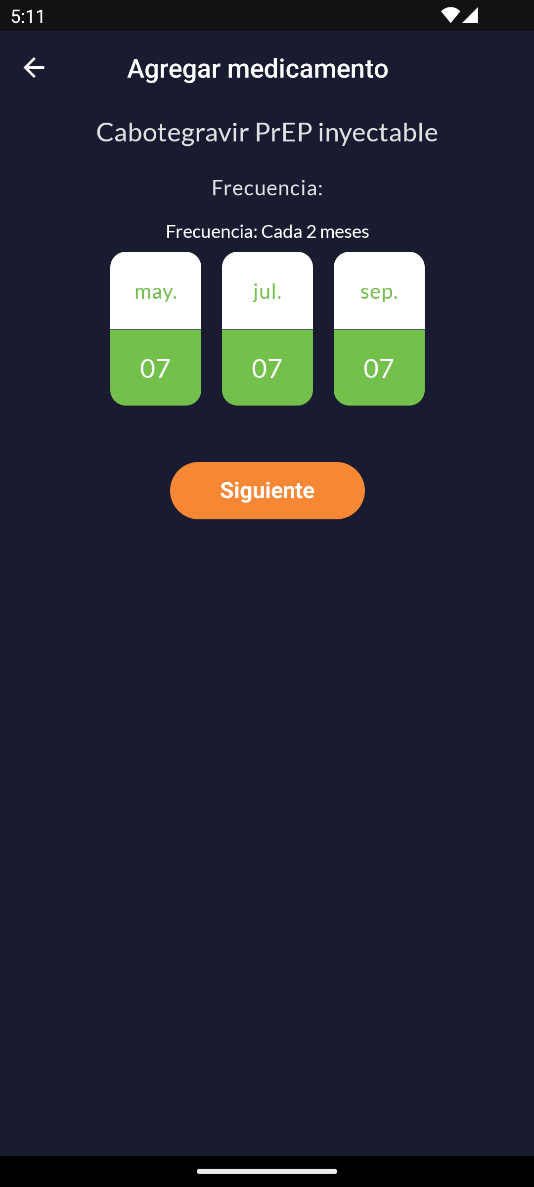 5:11
Agregar medicamento
Cabotegravir PrEP inyectable
Frecuencia:
Frecuencia: Cada 2 meses
may. jul. sep.
07 07 07
Siguiente